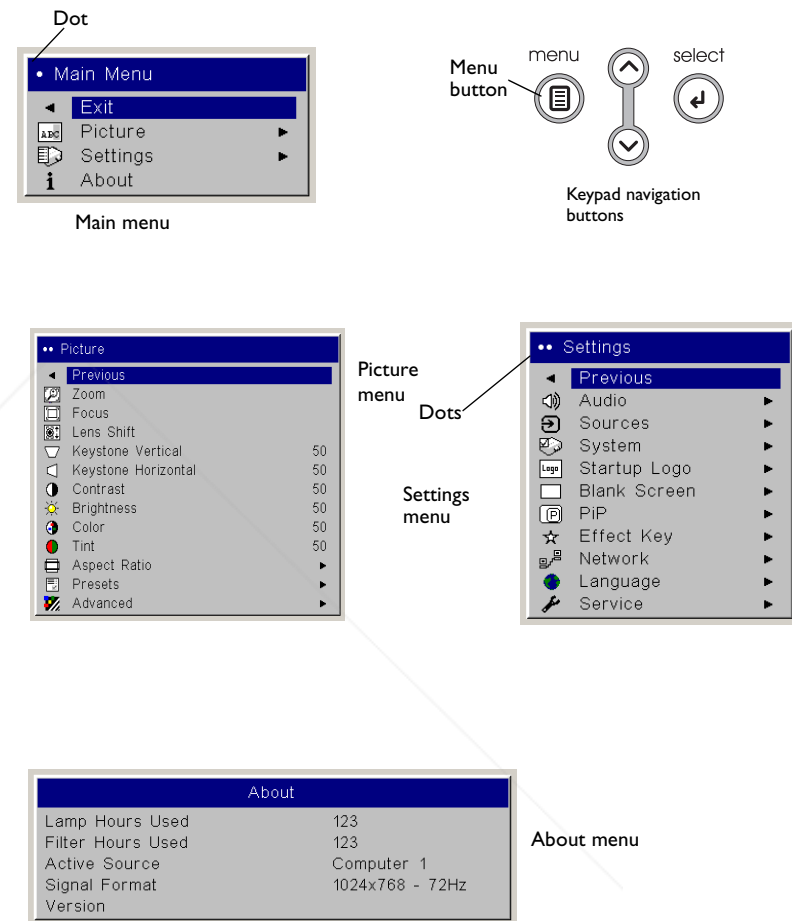 Dot
• Main Menu
Exit
ABC Picture
Settings
i About
Main menu
menu
select
Menu
button
Keypad navigation
buttons
•• Picture
Previous
Zoom
Focus
Lens Shift
Keystone Vertical 50
Keystone Horizontal 50
Contrast 50
Brightness 50
Color 50
Tint 50
Aspect Ratio
Presets
Advanced
Picture
menu
Dots
Settings
menu
•• Settings
Previous
Audio
Sources
System
Logo Startup Logo
Blank Screen
P PiP
Effect Key
Network
Language
Service
About
Lamp Hours Used 123
Filter Hours Used 123
Active Source Computer 1
Signal Format 1024x768 - 72Hz
Version
About menu